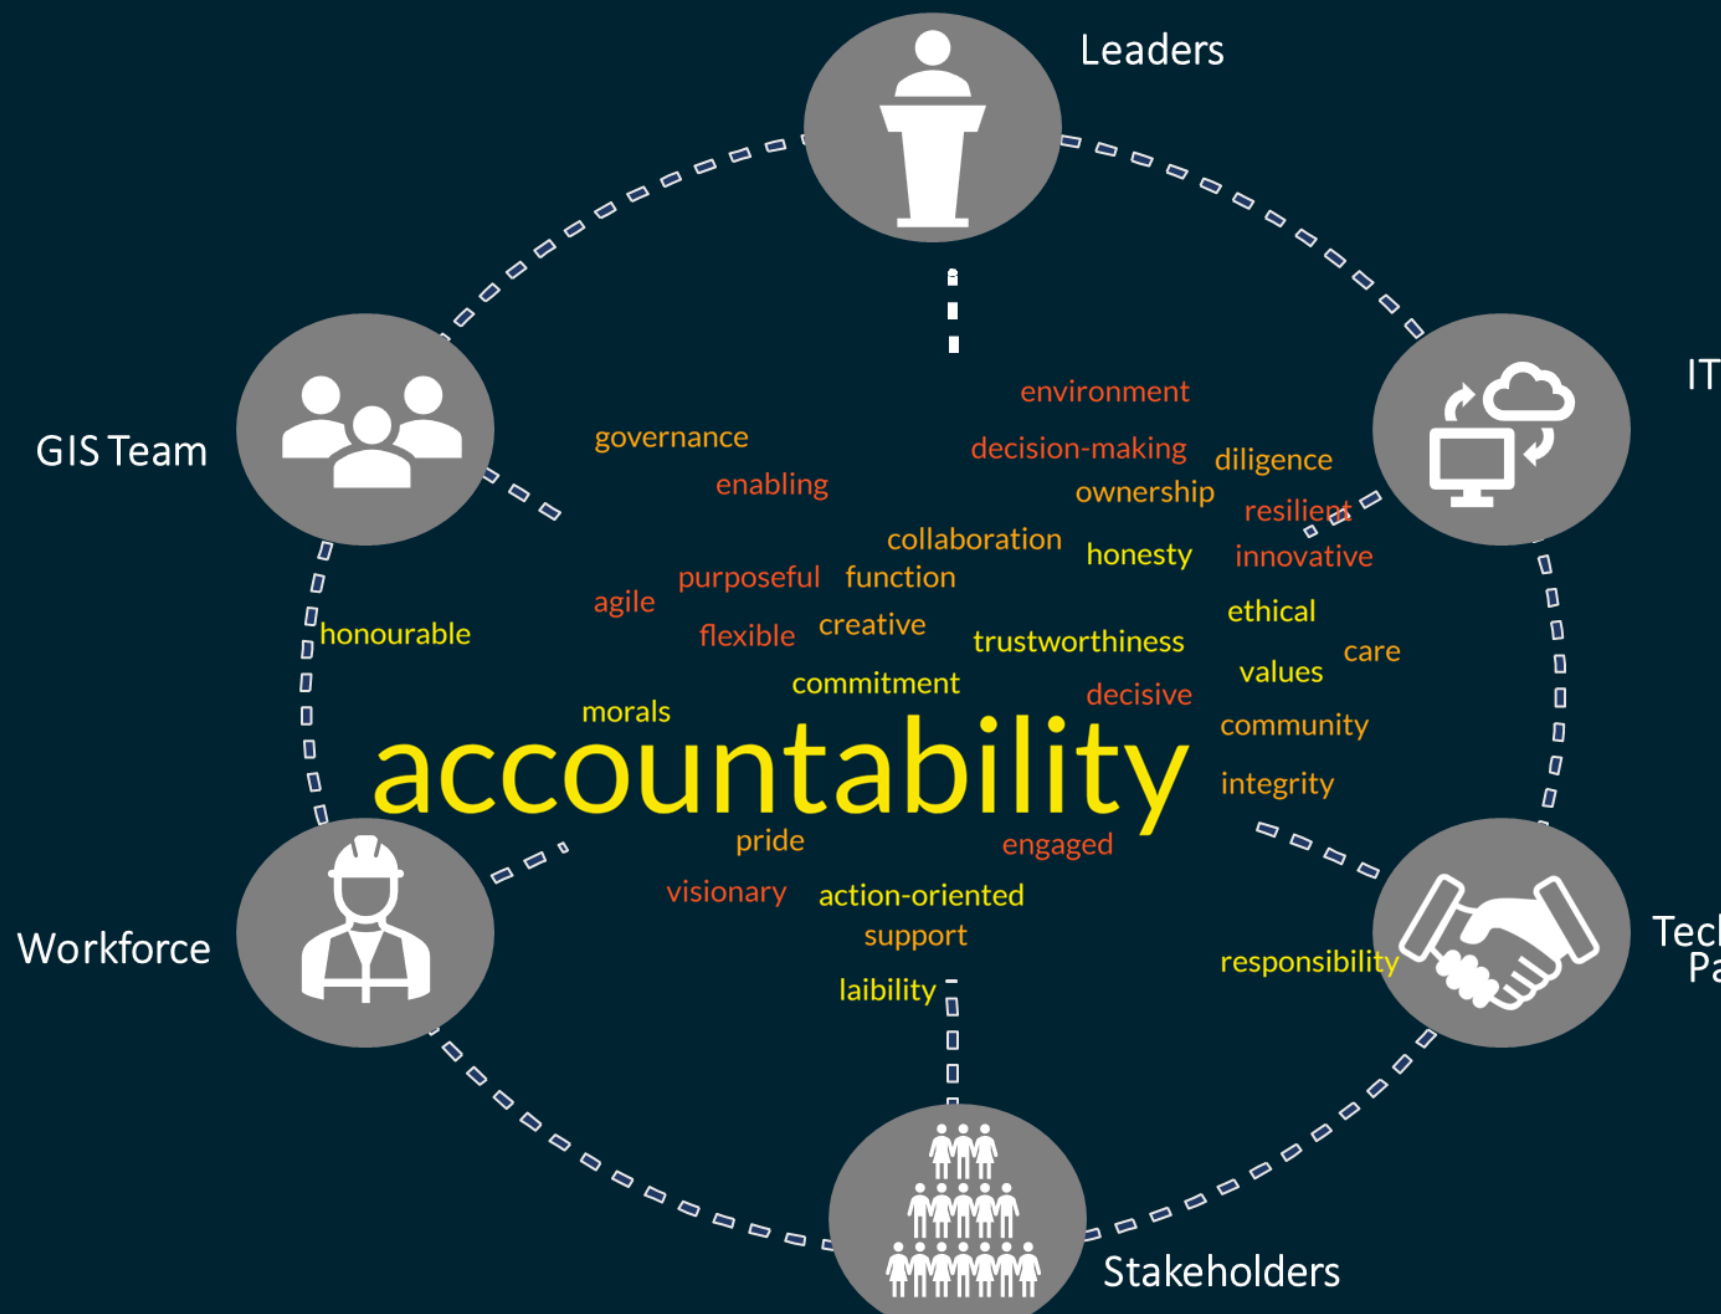 Leaders
IT
environment
governance
decision-making
GIS Team
diligence
enabling
ownership
resilient
collaboration
honesty
innovative
purposeful
function
agile
ethical
creative
honourable
flexible
trustworthiness
care
values
commitment
decisive
morals
community
accountability
integrity
pride
engaged
visionary
action-oriented
support
Workforce
responsibility
laibility
Stakeholders